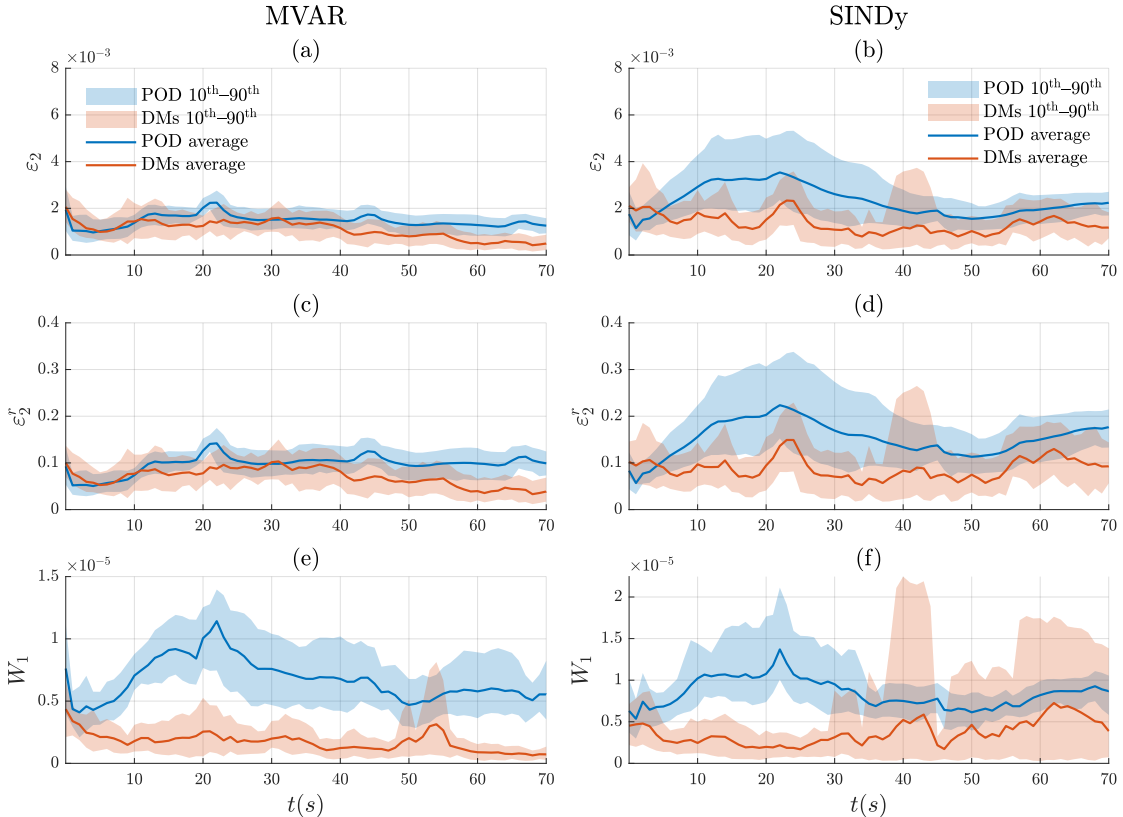 MVAR
SINDy
(a)
(b)
×10⁻³
×10⁻³
8
6
4
2
0
ε₂
POD 10ᵗʰ–90ᵗʰ
DMs 10ᵗʰ–90ᵗʰ
POD average
DMs average
10 20 30 40 50 60 70
8
6
4
2
0
ε₂
POD 10ᵗʰ–90ᵗʰ
DMs 10ᵗʰ–90ᵗʰ
POD average
DMs average
10 20 30 40 50 60 70
(c)
(d)
0.4
0.3
0.2
0.1
0
ε₂ʳ
10 20 30 40 50 60 70
0.4
0.3
0.2
0.1
0
ε₂ʳ
10 20 30 40 50 60 70
(e)
(f)
×10⁻⁵
×10⁻⁵
1.5
1
0.5
0
W₁
10 20 30 40 50 60 70
t(s)
2
1.5
1
0.5
0
W₁
10 20 30 40 50 60 70
t(s)